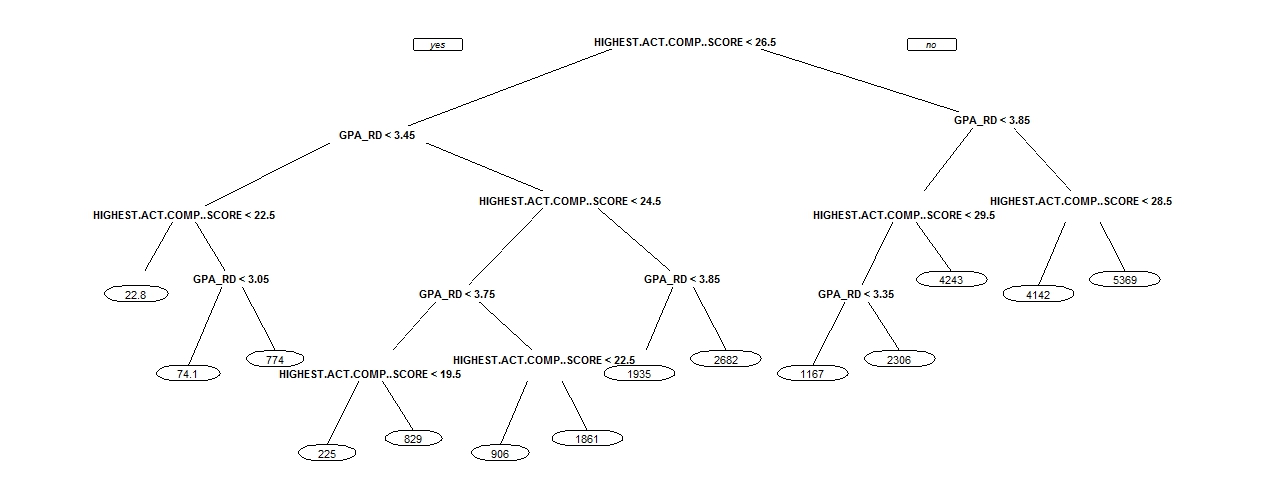 HIGHEST.ACT.COMP..SCORE < 26.5
yes
no
GPA_RD < 3.45
GPA_RD < 3.85
HIGHEST.ACT.COMP..SCORE < 22.5
HIGHEST.ACT.COMP..SCORE < 24.5
HIGHEST.ACT.COMP..SCORE < 29.5
HIGHEST.ACT.COMP..SCORE < 28.5
22.8
GPA_RD < 3.05
GPA_RD < 3.75
GPA_RD < 3.85
GPA_RD < 3.35
4243
4142
5369
74.1
774
HIGHEST.ACT.COMP..SCORE < 19.5
HIGHEST.ACT.COMP..SCORE < 22.5
1935
2682
1167
2306
225
829
906
1861